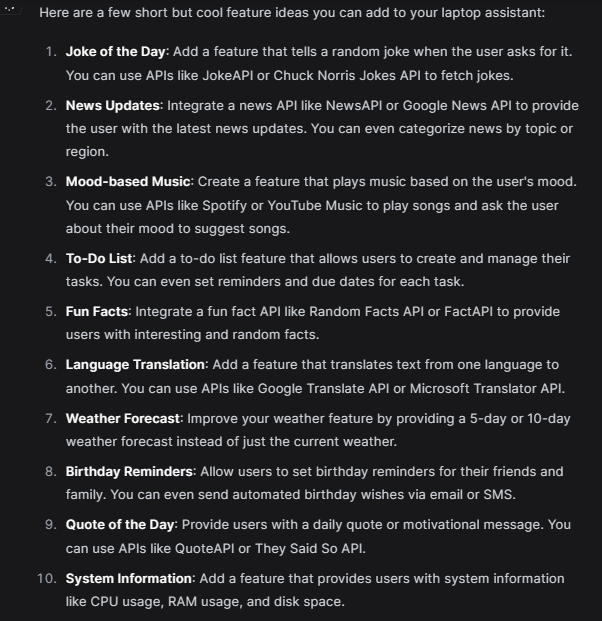 Here are a few short but cool feature ideas you can add to your laptop assistant:
1. Joke of the Day: Add a feature that tells a random joke when the user asks for it.
You can use APIs like JokeAPI or Chuck Norris Jokes API to fetch jokes.
2. News Updates: Integrate a news API like NewsAPI or Google News API to provide
the user with the latest news updates. You can even categorize news by topic or
region.
3. Mood-based Music: Create a feature that plays music based on the user's mood.
You can use APIs like Spotify or YouTube Music to play songs and ask the user
about their mood to suggest songs.
4. To-Do List: Add a to-do list feature that allows users to create and manage their
tasks. You can even set reminders and due dates for each task.
5. Fun Facts: Integrate a fun fact API like Random Facts API or FactAPI to provide
users with interesting and random facts.
6. Language Translation: Add a feature that translates text from one language to
another. You can use APIs like Google Translate API or Microsoft Translator API.
7. Weather Forecast: Improve your weather feature by providing a 5-day or 10-day
weather forecast instead of just the current weather.
8. Birthday Reminders: Allow users to set birthday reminders for their friends and
family. You can even send automated birthday wishes via email or SMS.
9. Quote of the Day: Provide users with a daily quote or motivational message. You
can use APIs like QuoteAPI or They Said So API.
10. System Information: Add a feature that provides users with system information
like CPU usage, RAM usage, and disk space.